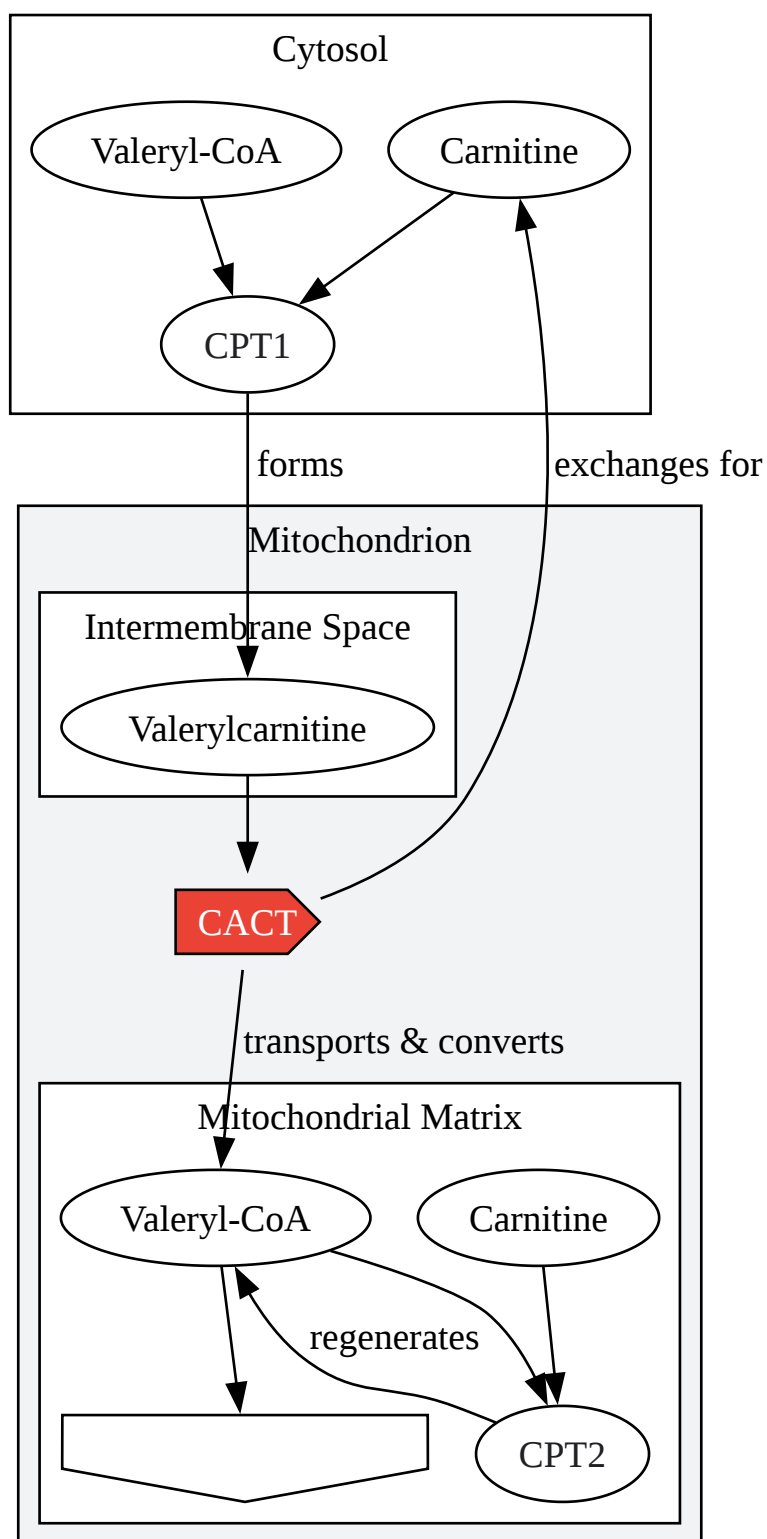 Cytosol
Valeryl-CoA
Carnitine
CPT1
forms
exchanges for
Mitochondrion
Intermembrane Space
Valerylcarnitine
CACT
transports & converts
Mitochondrial Matrix
Valeryl-CoA
Carnitine
regenerates
CPT2